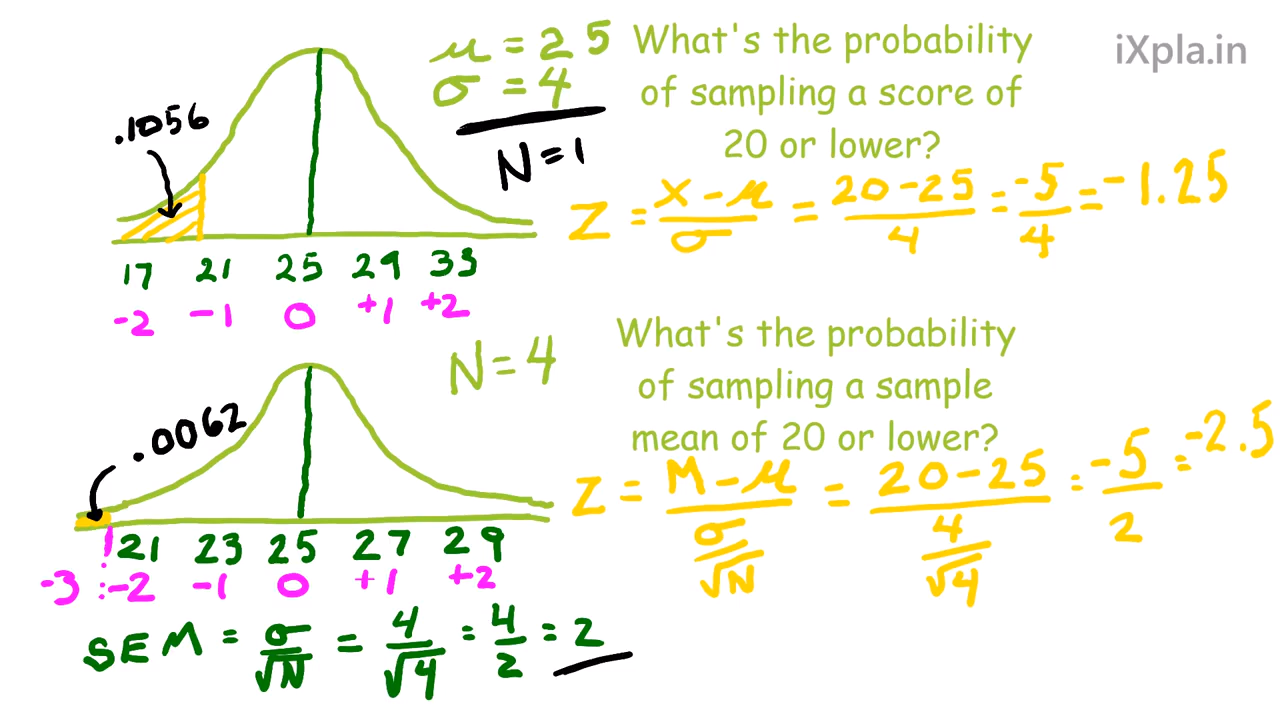 μ = 25
σ = 4
N = 1
What's the probability
of sampling a score of
20 or lower?
iXpla.in
.1056
Z = X - μ / σ = 20 - 25 / 4 = -5 / 4 = -1.25
17 21 25 29 33
-2 -1 0 +1 +2
N = 4
What's the probability
of sampling a sample
mean of 20 or lower?
.0062
Z = M - μ / σ / √N = 20 - 25 / 4 / √4 = -5 / 2 = -2.5
21 23 25 27 29
-3 -2 -1 0 +1 +2
SEM = σ / √N = 4 / √4 = 4 / 2 = 2